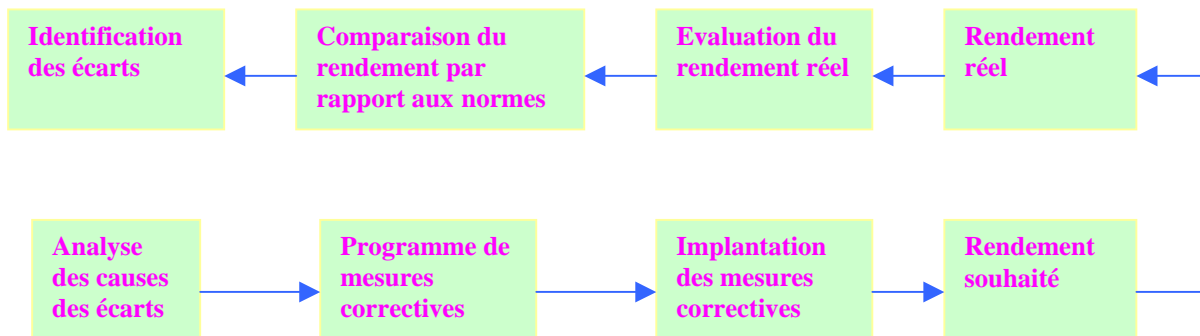 Identification
des écarts
Comparaison du
rendement par
rapport aux normes
Evaluation du
rendement réel
Rendement
réel
Analyse
des causes
des écarts
Programme de
mesures
correctives
Implantation
des mesures
correctives
Rendement
souhaité